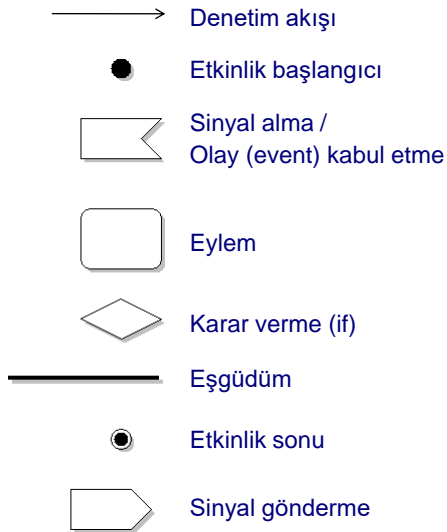 Denetim akışı
Etkinlik başlangıcı
Sinyal alma /
Olay (event) kabul etme
Eylem
Karar verme (if)
Eşgüdüm
Etkinlik sonu
Sinyal gönderme